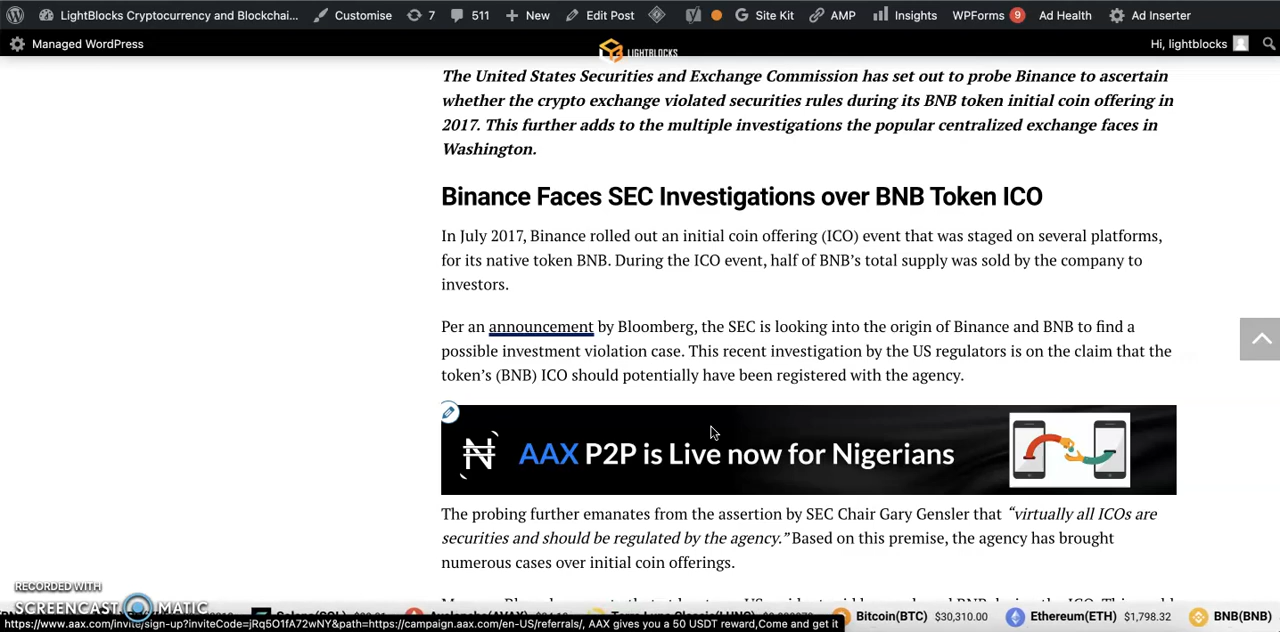 LightBlocks Cryptocurrency and Blockchai... Customise 7 511 New Edit Post Site Kit AMP Insights WPForms 9 Ad Health Ad Inserter
Managed WordPress Hi, lightblocks
LIGHTBLOCKS
The United States Securities and Exchange Commission has set out to probe Binance to ascertain
whether the crypto exchange violated securities rules during its BNB token initial coin offering in
2017. This further adds to the multiple investigations the popular centralized exchange faces in
Washington.
Binance Faces SEC Investigations over BNB Token ICO
In July 2017, Binance rolled out an initial coin offering (ICO) event that was staged on several platforms,
for its native token BNB. During the ICO event, half of BNB’s total supply was sold by the company to
investors.
Per an announcement by Bloomberg, the SEC is looking into the origin of Binance and BNB to find a
possible investment violation case. This recent investigation by the US regulators is on the claim that the
token’s (BNB) ICO should potentially have been registered with the agency.
AAX P2P is Live now for Nigerians
The probing further emanates from the assertion by SEC Chair Gary Gensler that “virtually all ICOs are
securities and should be regulated by the agency.” Based on this premise, the agency has brought
numerous cases over initial coin offerings.
RECORDED WITH
SCREENCAST MATIC
Bitcoin(BTC) $30,310.00 Ethereum(ETH) $1,798.32 BNB(BNB)
https://www.aax.com/invite/sign-up?inviteCode=jRq5O1fA72wNY&path=https://campaign.aax.com/en-US/referrals/, AAX gives you a 50 USDT reward,Come and get it